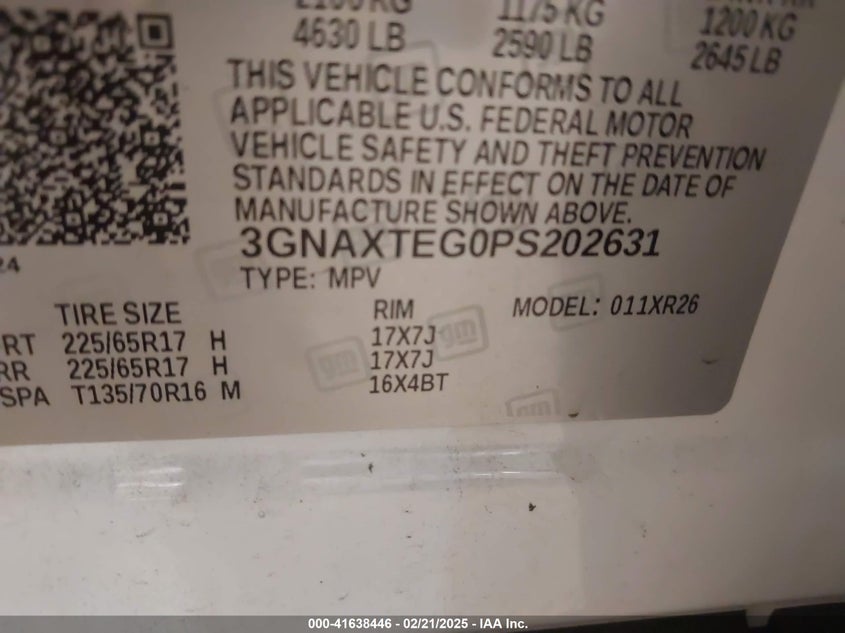 1175 KG
1200 KG
4630 LB 2590 LB 2645 LB
THIS VEHICLE CONFORMS TO ALL
APPLICABLE U.S. FEDERAL MOTOR
VEHICLE SAFETY AND THEFT PREVENTION
STANDARDS IN EFFECT ON THE DATE OF
MANUFACTURE SHOWN ABOVE.
3GNAXTEG0PS202631
TYPE: MPV
TIRE SIZE RIM MODEL: 011XR26
RT 225/65R17 H 17X7J
RR 225/65R17 H 17X7J
SPA T135/70R16 M 16X4BT
gm
gm
gm
000-41638446 - 02/21/2025 - IAA Inc.